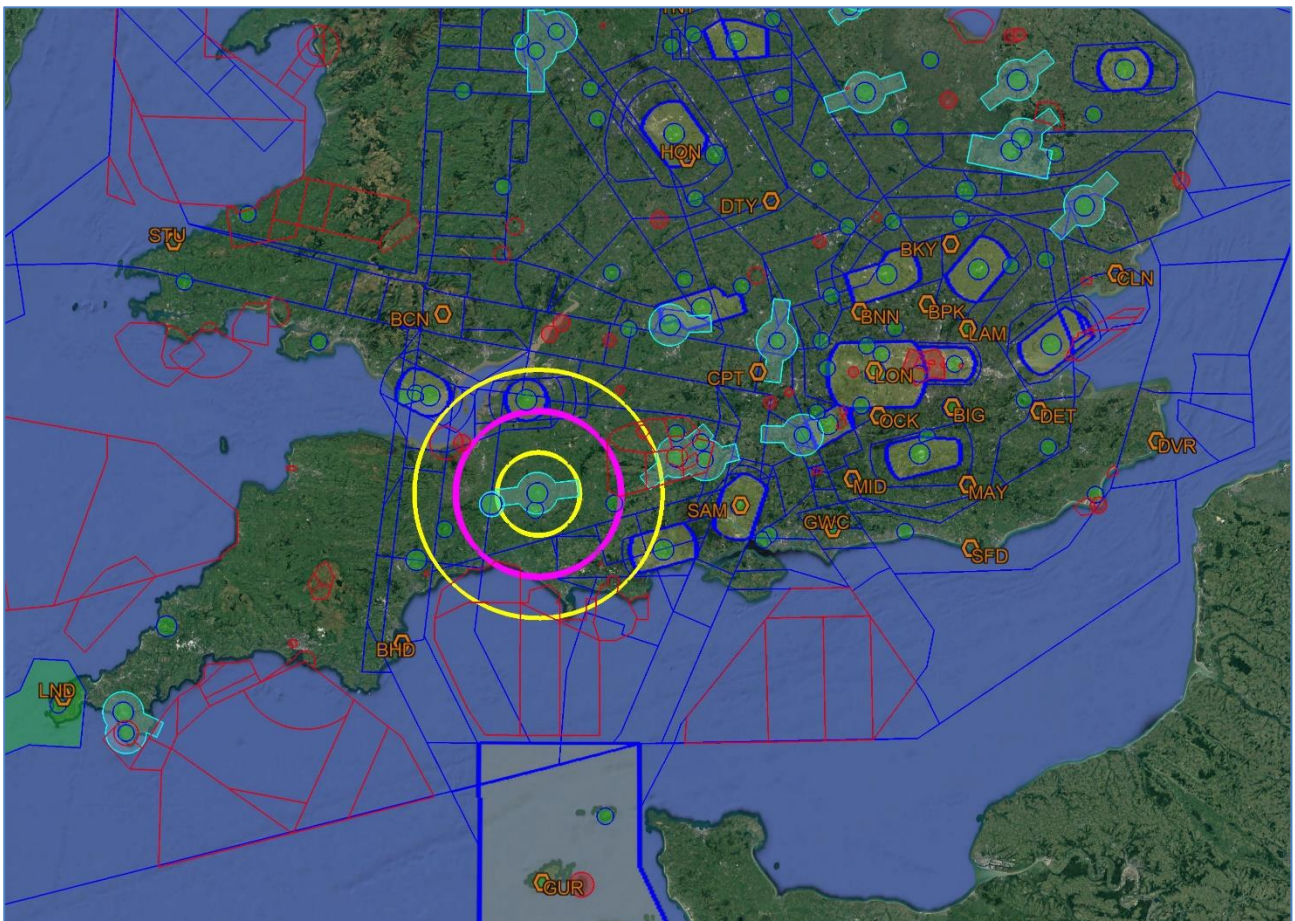 TNT
HON
DTY
STU
BKY
CLN
BCN
BNN
BPK
LAM
CPT
LON
OCK
BIG
DET
DVR
MID
MAY
SAM
GWC
SFD
BHD
LND
GUR